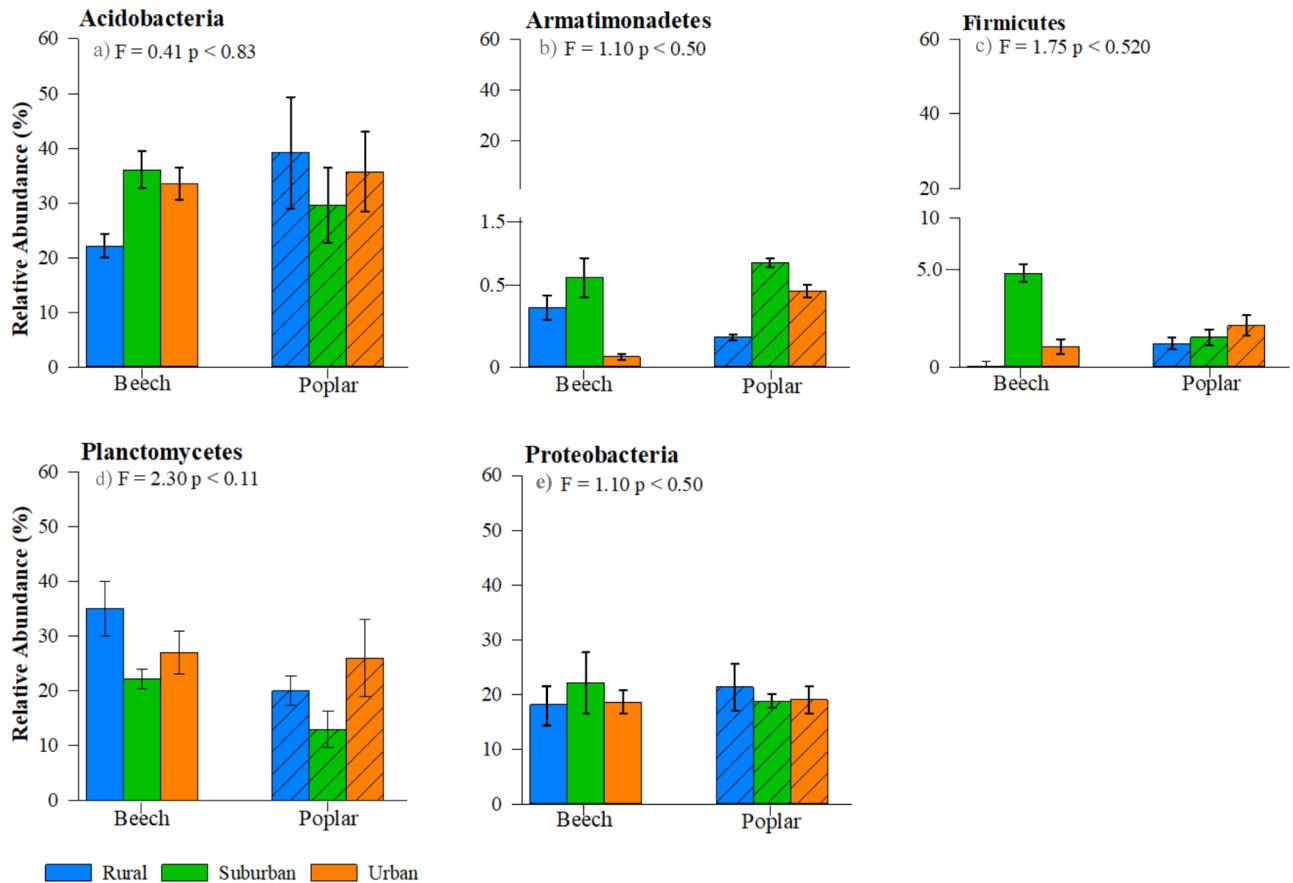 Acidobacteria
a) F = 0.41 p < 0.83
Relative Abundance (%)
60
50
40
30
20
10
0
Beech Poplar
Armatimonadetes
b) F = 1.10 p < 0.50
60
40
20
1.5
0.5
0
Beech Poplar
Firmicutes
c) F = 1.75 p < 0.520
60
40
20
10
5.0
0
Beech Poplar
Planctomycetes
d) F = 2.30 p < 0.11
Relative Abundance (%)
60
50
40
30
20
10
0
Beech Poplar
Proteobacteria
e) F = 1.10 p < 0.50
60
50
40
30
20
10
0
Beech Poplar
Rural Suburban Urban